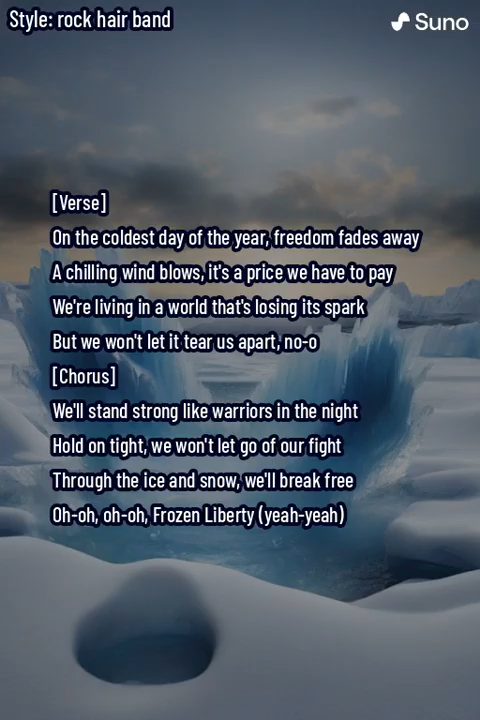 Style: rock hair band
Suno
[Verse]
On the coldest day of the year, freedom fades away
A chilling wind blows, it's a price we have to pay
We're living in a world that's losing its spark
But we won't let it tear us apart, no-o
[Chorus]
We'll stand strong like warriors in the night
Hold on tight, we won't let go of our fight
Through the ice and snow, we'll break free
Oh-oh, oh-oh, Frozen Liberty (yeah-yeah)